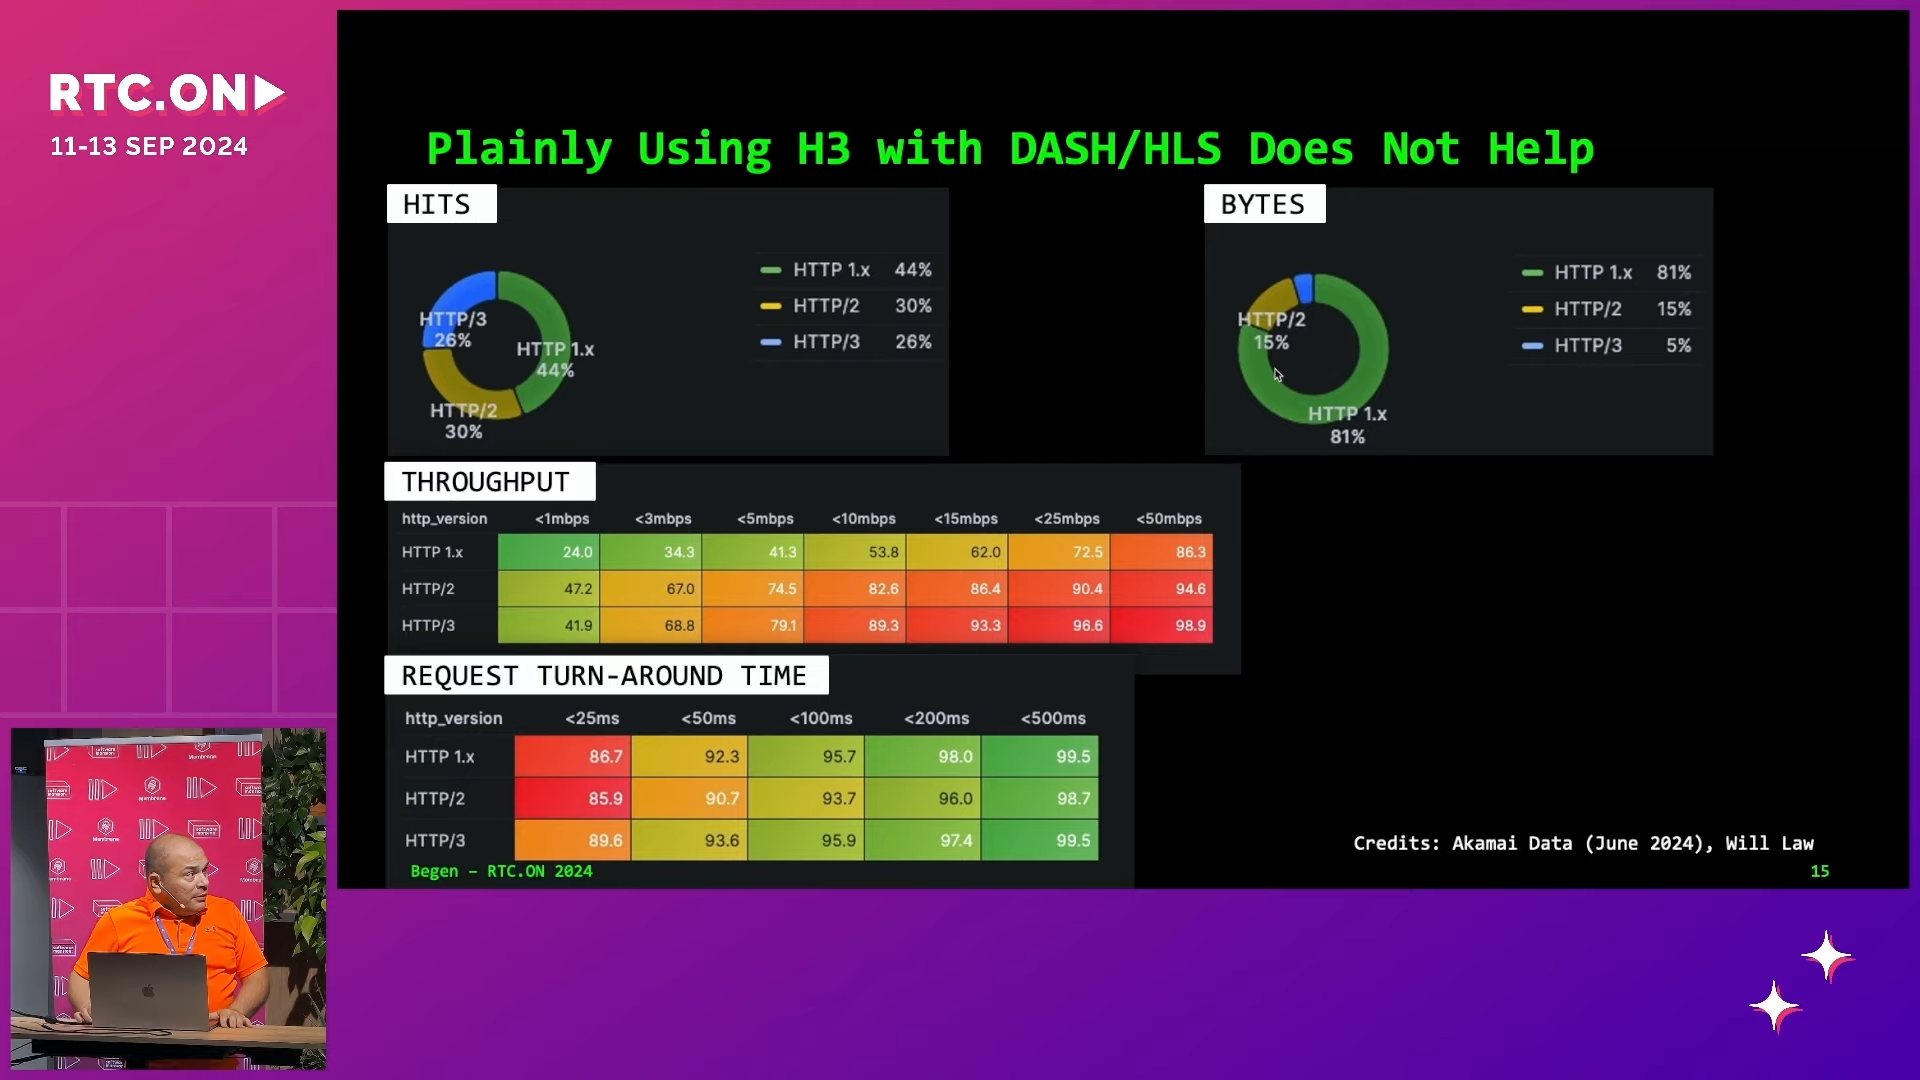 RTC.ON
11-13 SEP 2024
Plainly Using H3 with DASH/HLS Does Not Help
HITS
HTTP/3
26%
HTTP 1.x
44%
HTTP/2
30%
HTTP 1.x 44%
HTTP/2 30%
HTTP/3 26%
BYTES
HTTP/2
15%
HTTP 1.x
81%
HTTP 1.x 81%
HTTP/2 15%
HTTP/3 5%
THROUGHPUT
http_version <1mbps <3mbps <5mbps <10mbps <15mbps <25mbps <50mbps
HTTP 1.x 24.0 34.3 41.3 53.8 62.0 72.5 86.3
HTTP/2 47.2 67.0 74.5 82.6 86.4 90.4 94.6
HTTP/3 41.9 68.8 79.1 89.3 93.3 96.6 98.9
REQUEST TURN-AROUND TIME
http_version <25ms <50ms <100ms <200ms <500ms
HTTP 1.x 86.7 92.3 95.7 98.0 99.5
HTTP/2 85.9 90.7 93.7 96.0 98.7
HTTP/3 89.6 93.6 95.9 97.4 99.5
Credits: Akamai Data (June 2024), Will Law
Begen – RTC.ON 2024
15
Membrane
software mansion
Membrane
Membrane
software mansion